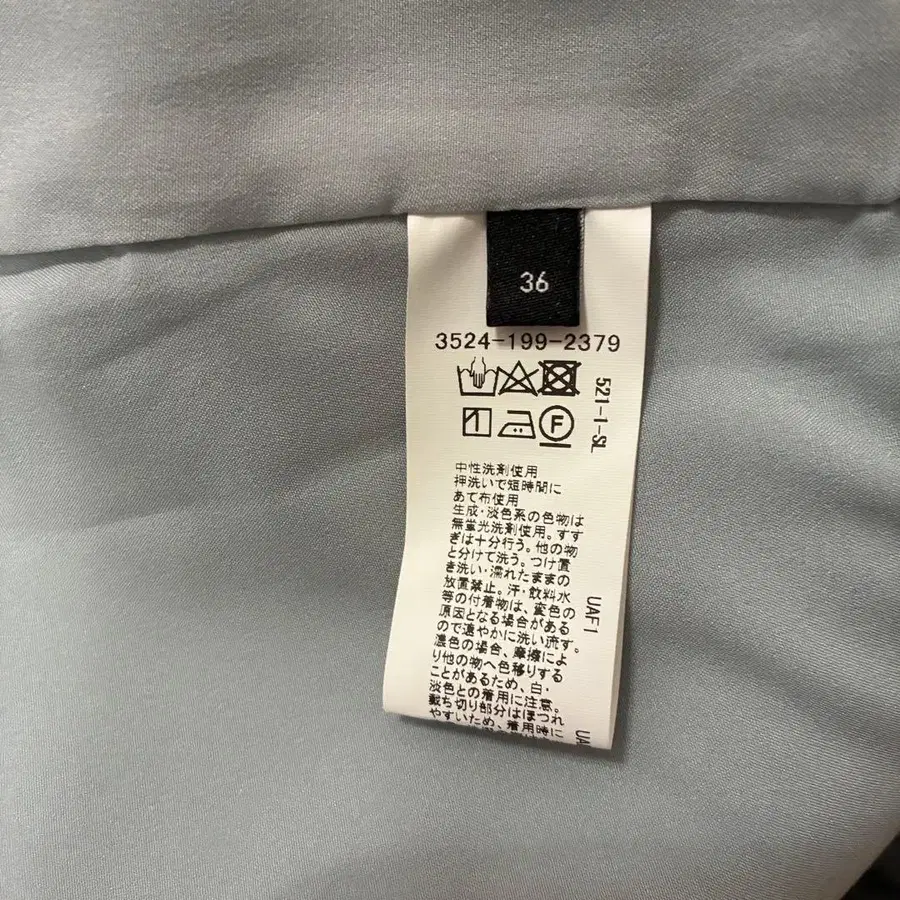 36
3524-199-2379
521-1-SL
F
中性洗剤使用
押洗いで短時間に
あて布使用
生成・淡色系の色物は
無蛍光洗剤使用。すす
ぎは十分行う。他の物
と分けて洗う。つけ置
き洗い・濡れたままの
放置禁止。汗・飲料水
等の付着物は、変色の
原因となる場合がある
ので速やかに洗い流す。
濃色の場合、摩擦によ
り他の物へ色移りする
ことがあるため、白・
淡色との着用に注意。
裁ち切り部分はほつれ
やすいため、着用時に
UAF1